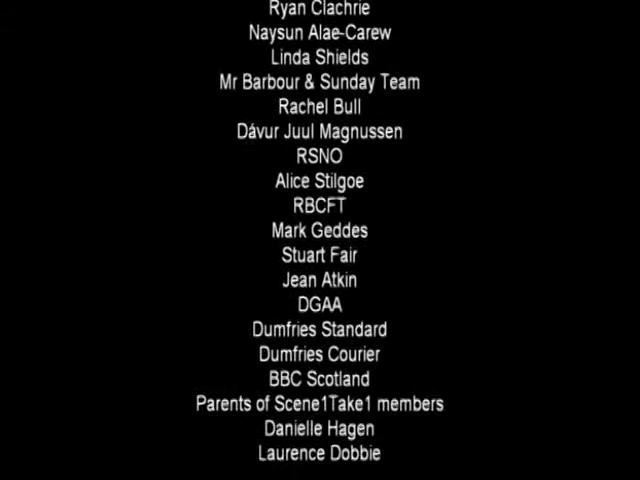 Ryan Clachrie
Naysun Alae-Carew
Linda Shields
Mr Barbour & Sunday Team
Rachel Bull
Dávur Juul Magnussen
RSNO
Alice Stilgoe
RBCFT
Mark Geddes
Stuart Fair
Jean Atkin
DGAA
Dumfries Standard
Dumfries Courier
BBC Scotland
Parents of Scene1Take1 members
Danielle Hagen
Laurence Dobbie